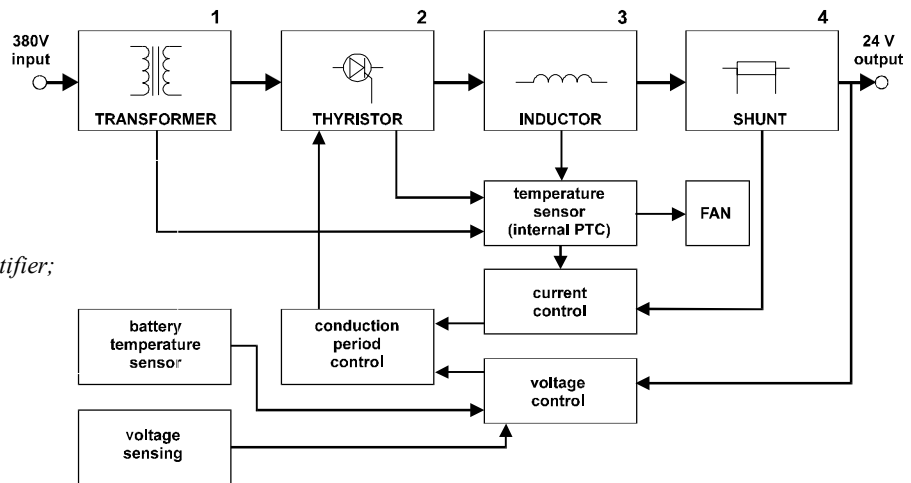 1
2
3
4
380V
input
24 V
output
TRANSFORMER
THYRISTOR
INDUCTOR
SHUNT
temperature
sensor
(internal PTC)
FAN
tifier;
current
control
battery
temperature
sensor
conduction
period
control
voltage
control
voltage
sensing